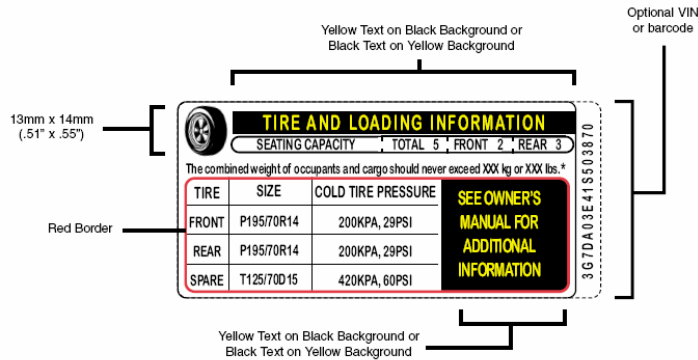 Optional VIN
or barcode
Yellow Text on Black Background or
Black Text on Yellow Background
13mm x 14mm
(.51" x .55")
TIRE AND LOADING INFORMATION
SEATING CAPACITY TOTAL 5 FRONT 2 REAR 3
The combined weight of occupants and cargo should never exceed XXX kg or XXX lbs.*
TIRE SIZE COLD TIRE PRESSURE
FRONT P195/70R14 200KPA, 29PSI
REAR P195/70R14 200KPA, 29PSI
SPARE T125/70D15 420KPA, 60PSI
SEE OWNER'S
MANUAL FOR
ADDITIONAL
INFORMATION
3G7DA03E41S503870
Red Border
Yellow Text on Black Background or
Black Text on Yellow Background